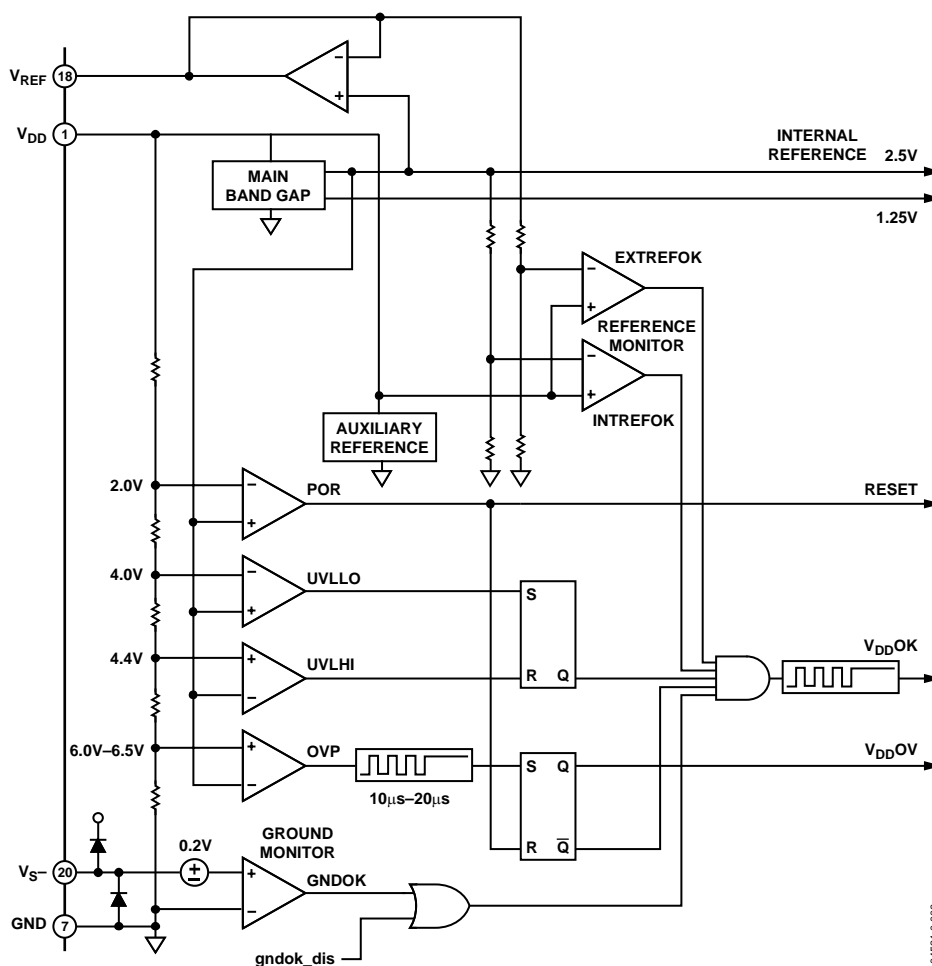 VREF 18
VDD 1
MAIN
BAND GAP
INTERNAL
REFERENCE 2.5V
1.25V
−
+
EXTREFOK
−
+
REFERENCE
MONITOR
−
+
INTREFOK
AUXILIARY
REFERENCE
2.0V
−
+
POR
RESET
4.0V
−
+
UVLLO
S
4.4V
+
−
UVLHI
R Q
VDDOK
6.0V–6.5V
+
−
OVP
10μs–20μs
S Q
VDDOV
R Q̅
GROUND
MONITOR
0.2V
±
VS− 20
+
−
GNDOK
GND 7
gndok_dis